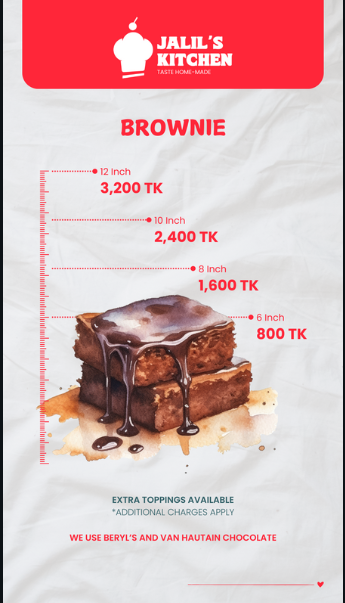 JALIL'S
KITCHEN
TASTE HOME-MADE
BROWNIE
12 Inch
3,200 TK
10 Inch
2,400 TK
8 Inch
1,600 TK
6 Inch
800 TK
EXTRA TOPPINGS AVAILABLE
*ADDITIONAL CHARGES APPLY
WE USE BERYL'S AND VAN HAUTAIN CHOCOLATE